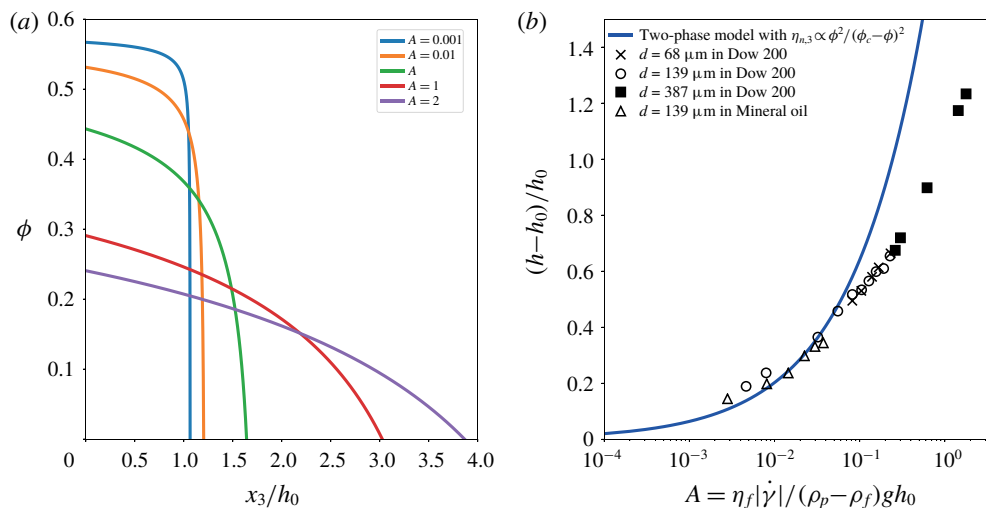 (a)
0.6
0.5
0.4
0.3
0.2
0.1
ϕ
A = 0.001
A = 0.01
A
A = 1
A = 2
0 0.5 1.0 1.5 2.0 2.5 3.0 3.5 4.0
x₃/h₀
(b)
1.4
1.2
1.0
0.8
0.6
0.4
0.2
0
(h−h₀)/h₀
Two-phase model with ηₙ,₃∝ϕ²/(ϕ_c−ϕ)²
d = 68 μm in Dow 200
d = 139 μm in Dow 200
d = 387 μm in Dow 200
d = 139 μm in Mineral oil
10⁻⁴ 10⁻³ 10⁻² 10⁻¹ 10⁰
A = η_f|γ̇|/(ρ_p−ρ_f)gh₀